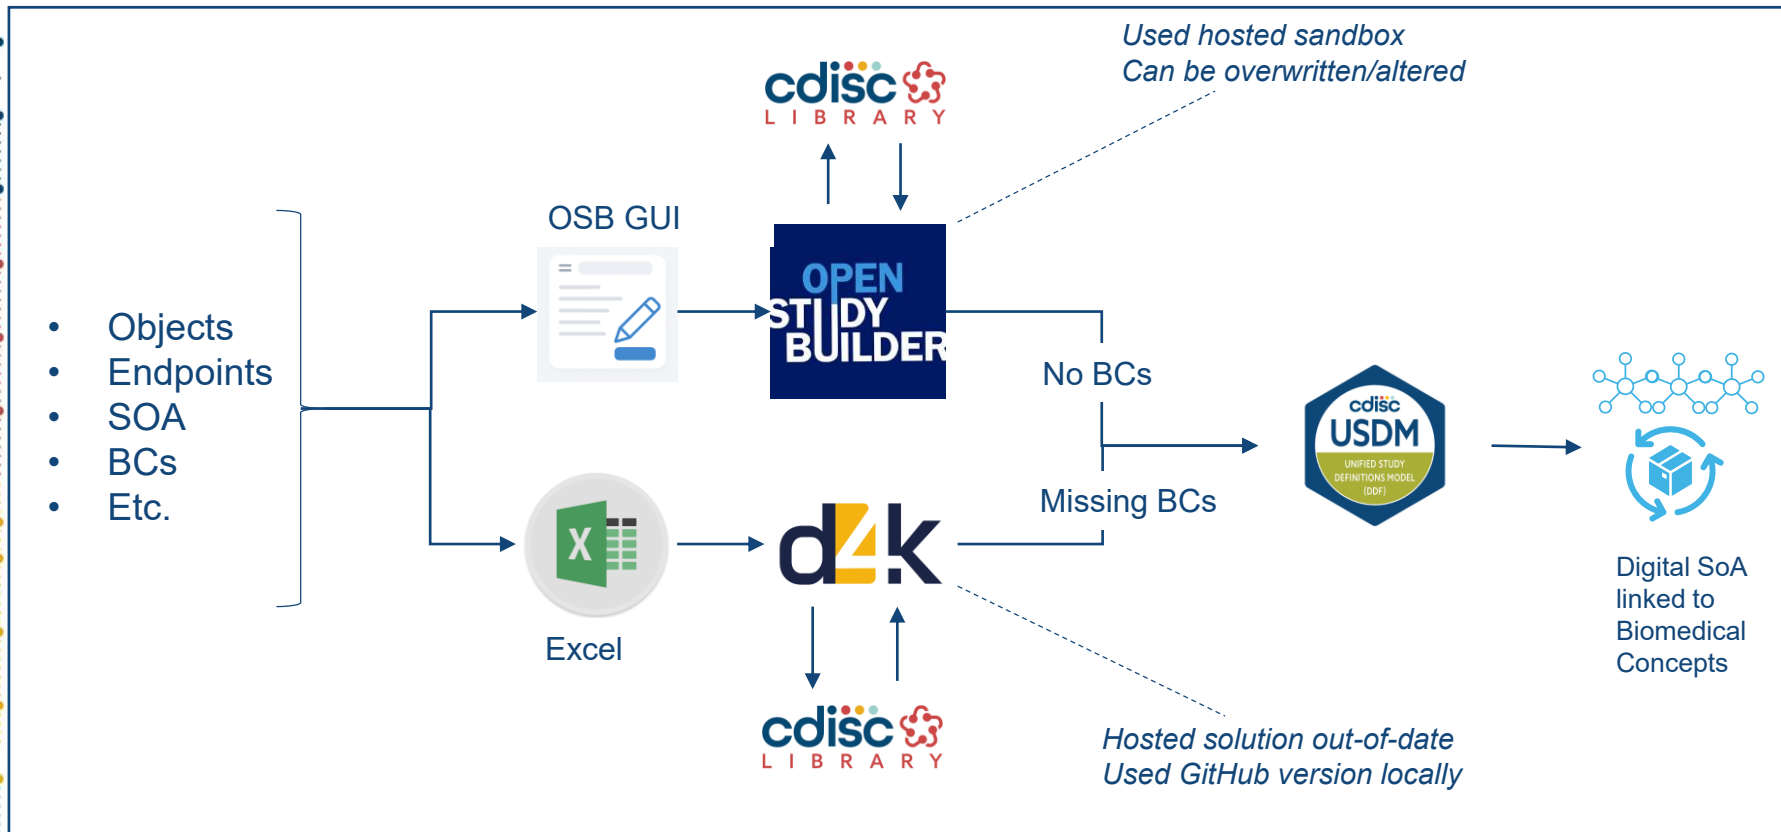 Used hosted sandbox
Can be overwritten/altered
cdisc
LIBRARY
OSB GUI
OPEN
STUDY
BUILDER
• Objects
• Endpoints
• SOA
• BCs
• Etc.
No BCs
Missing BCs
cdisc
USDM
UNIFIED STUDY
DEFINITIONS MODEL
(DDF)
X
d4k
Excel
cdisc
LIBRARY
Digital SoA
linked to
Biomedical
Concepts
Hosted solution out-of-date
Used GitHub version locally